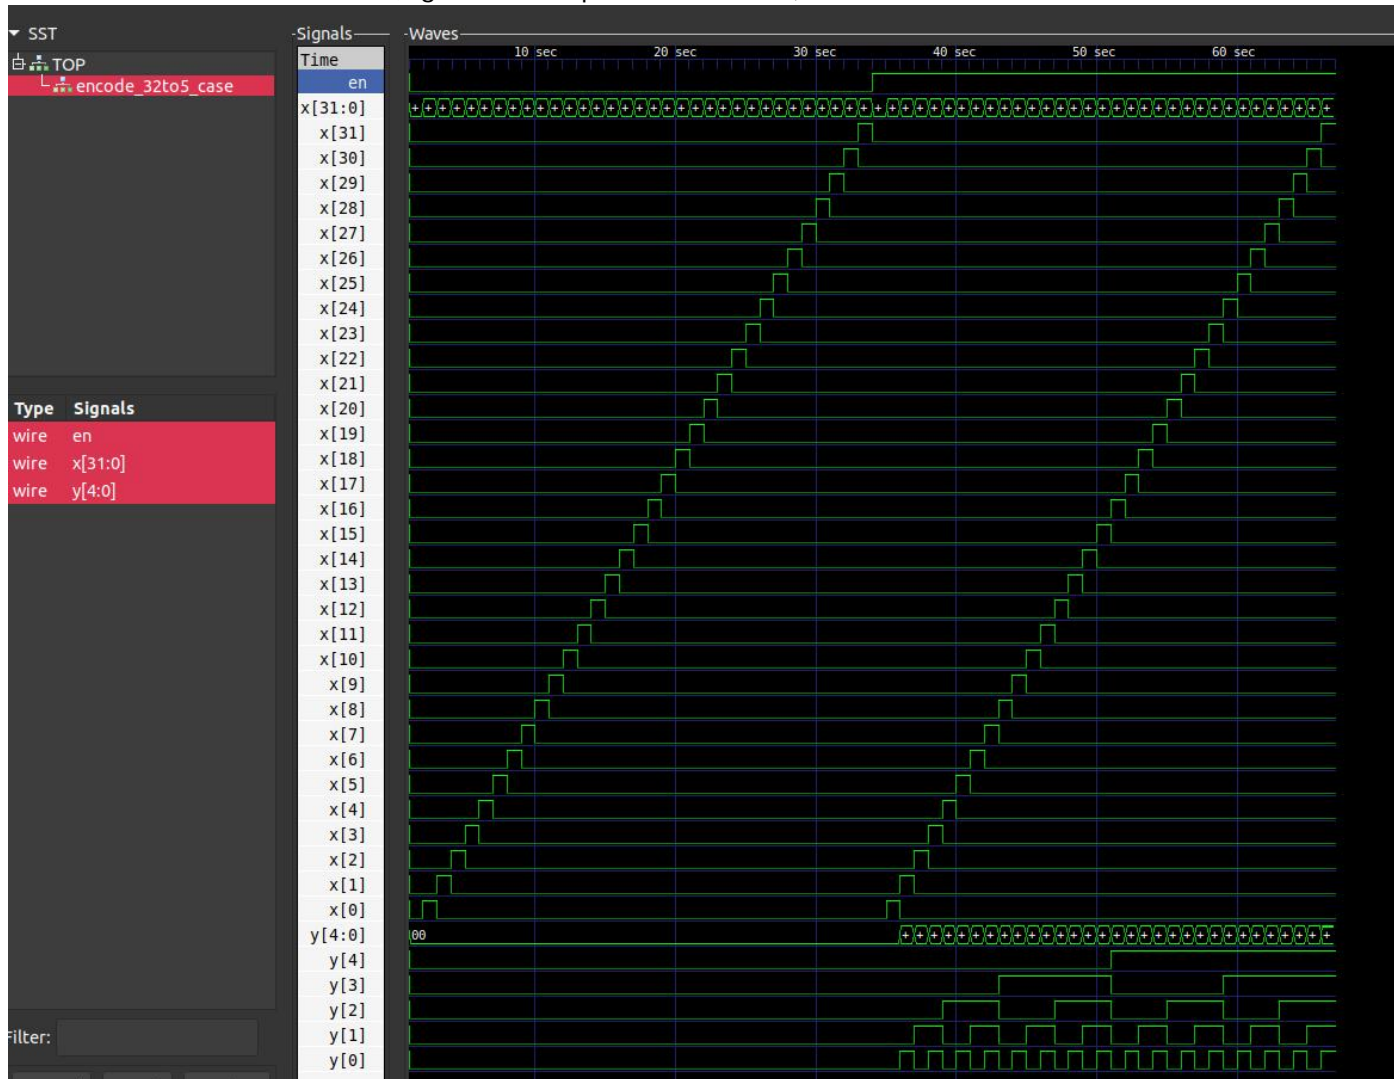 SST
TOP
encode_32to5_case
Type Signals
wire en
wire x[31:0]
wire y[4:0]
Filter:
Signals
Time
en
x[31:0]
x[31]
x[30]
x[29]
x[28]
x[27]
x[26]
x[25]
x[24]
x[23]
x[22]
x[21]
x[20]
x[19]
x[18]
x[17]
x[16]
x[15]
x[14]
x[13]
x[12]
x[11]
x[10]
x[9]
x[8]
x[7]
x[6]
x[5]
x[4]
x[3]
x[2]
x[1]
x[0]
y[4:0]
y[4]
y[3]
y[2]
y[1]
y[0]
Waves
10 sec 20 sec 30 sec 40 sec 50 sec 60 sec
00